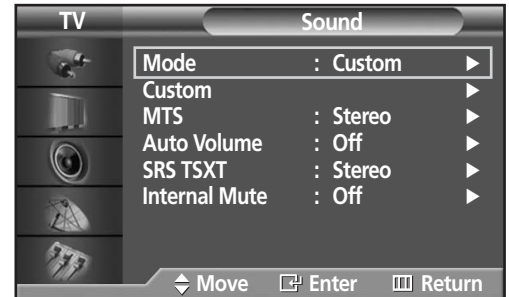 TV Sound
Mode : Custom ▶
Custom ▶
MTS : Stereo ▶
Auto Volume : Off ▶
SRS TSXT : Stereo ▶
Internal Mute : Off ▶
Move Enter Return